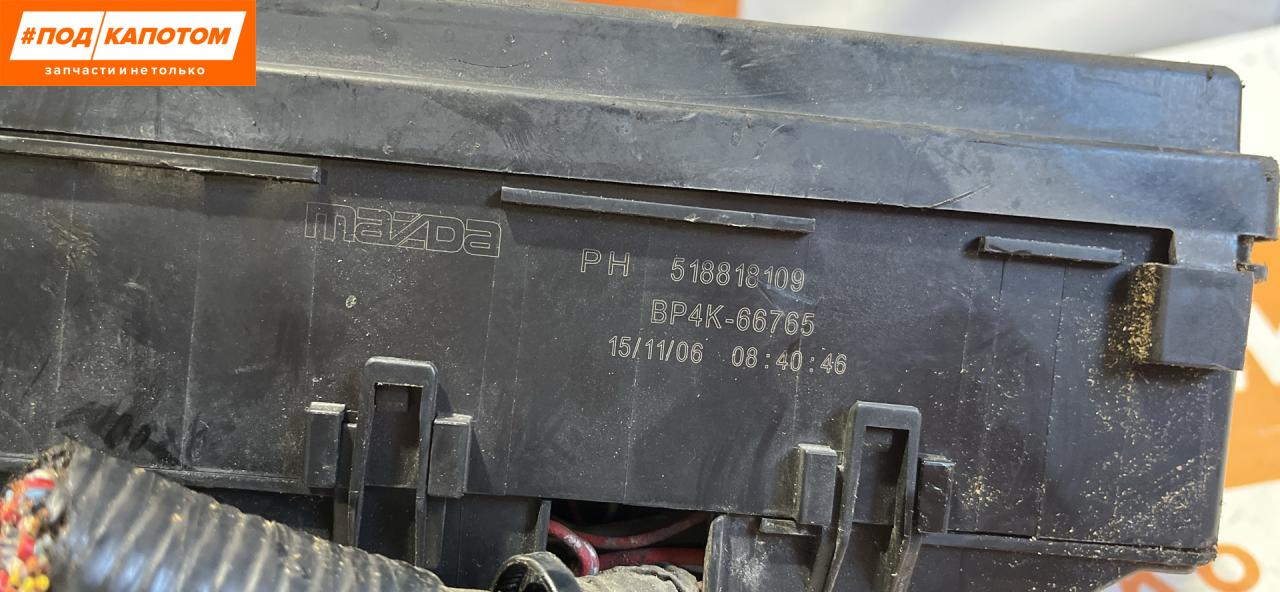 #ПОД КАПОТОМ
запчасти и не только
mazda
PH 518818109
BP4K-66765
15/11/06 08:40:46